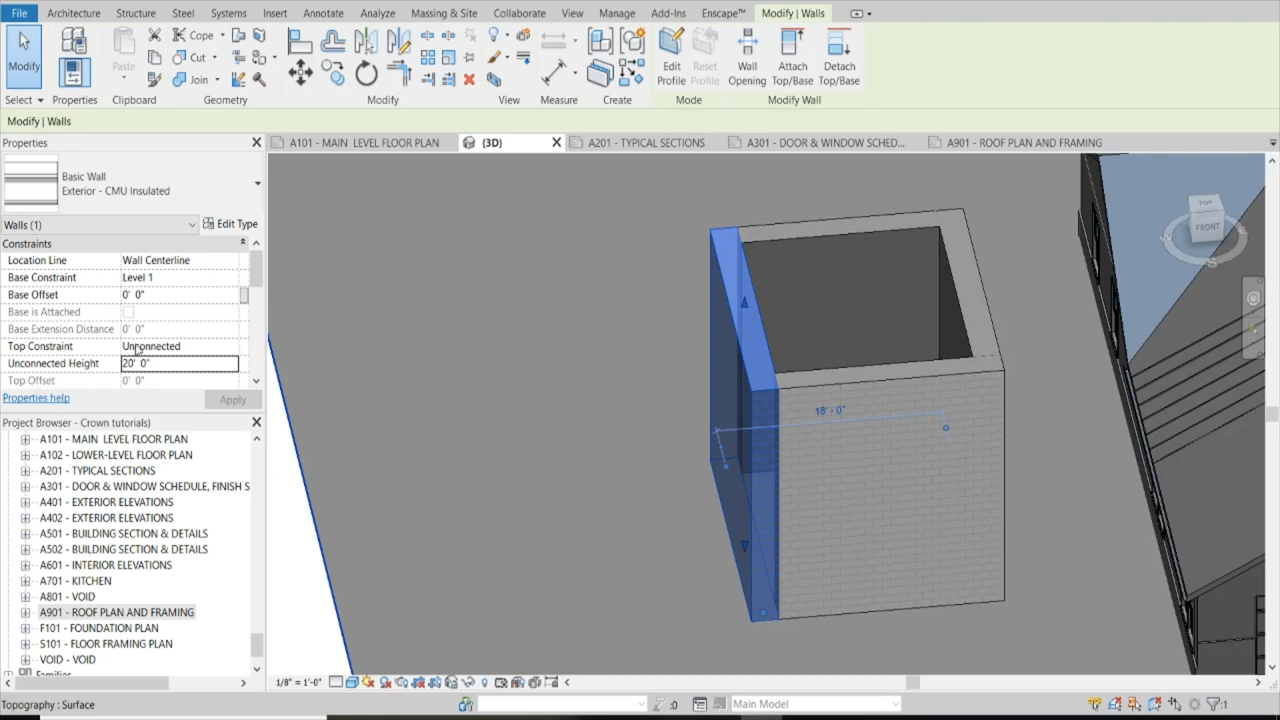 File Architecture Structure Steel Systems Insert Annotate Analyze Massing & Site Collaborate View Manage Add-Ins Enscape™ Modify | Walls
Modify Paste Cope Cut Join Edit Profile Reset Profile Wall Opening Attach Top/Base Detach Top/Base
Select Properties Clipboard Geometry Modify View Measure Create Mode Modify Wall
Modify | Walls
Properties
A101 - MAIN LEVEL FLOOR PLAN {3D} A201 - TYPICAL SECTIONS A301 - DOOR & WINDOW SCHED... A901 - ROOF PLAN AND FRAMING
Basic Wall
Exterior - CMU Insulated
Walls (1) Edit Type
Constraints
Location Line Wall Centerline
Base Constraint Level 1
Base Offset 0' 0"
Base is Attached
Base Extension Distance 0' 0"
Top Constraint Unconnected
Unconnected Height 20' 0"
Top Offset 0' 0"
Properties help Apply
Project Browser - Crown tutorials)
A101 - MAIN LEVEL FLOOR PLAN
A102 - LOWER-LEVEL FLOOR PLAN
A201 - TYPICAL SECTIONS
A301 - DOOR & WINDOW SCHEDULE, FINISH S
A401 - EXTERIOR ELEVATIONS
A402 - EXTERIOR ELEVATIONS
A501 - BUILDING SECTION & DETAILS
A502 - BUILDING SECTION & DETAILS
A601 - INTERIOR ELEVATIONS
A701 - KITCHEN
A801 - VOID
A901 - ROOF PLAN AND FRAMING
F101 - FOUNDATION PLAN
S101 - FLOOR FRAMING PLAN
VOID - VOID
Families
18' - 0"
TOP
FRONT
W
S
1/8" = 1'-0"
Topography : Surface :0 Main Model :1